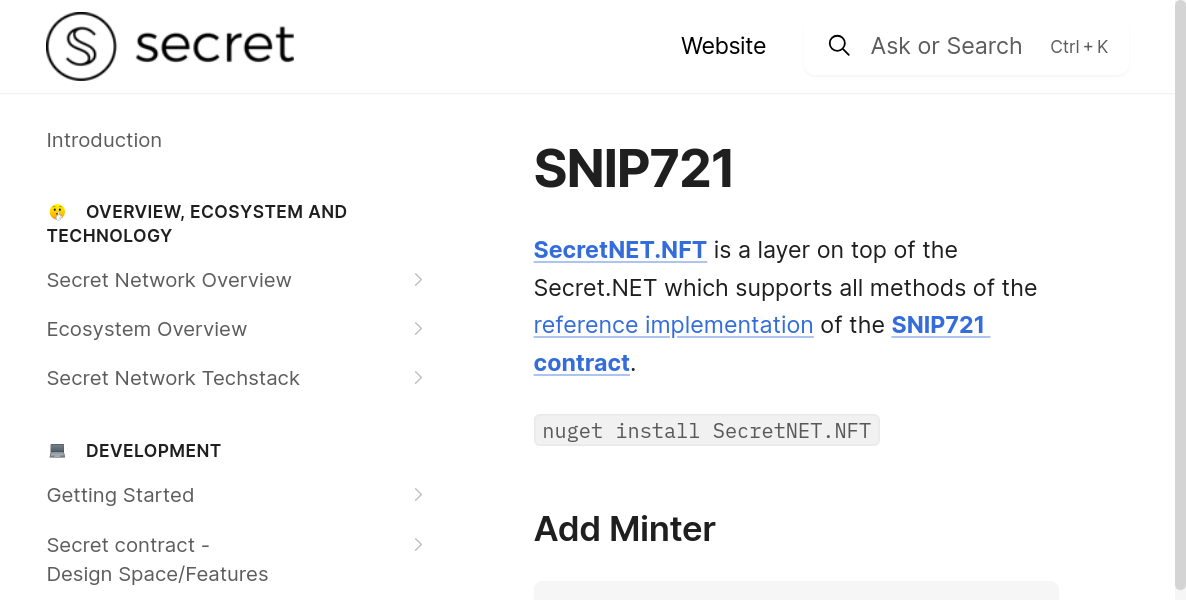 secret
Website
Ask or Search
Ctrl + K
Introduction
OVERVIEW, ECOSYSTEM AND
TECHNOLOGY
Secret Network Overview
Ecosystem Overview
Secret Network Techstack
DEVELOPMENT
Getting Started
Secret contract -
Design Space/Features
SNIP721
SecretNET.NFT is a layer on top of the
Secret.NET which supports all methods of the
reference implementation of the SNIP721
contract.
nuget install SecretNET.NFT
Add Minter